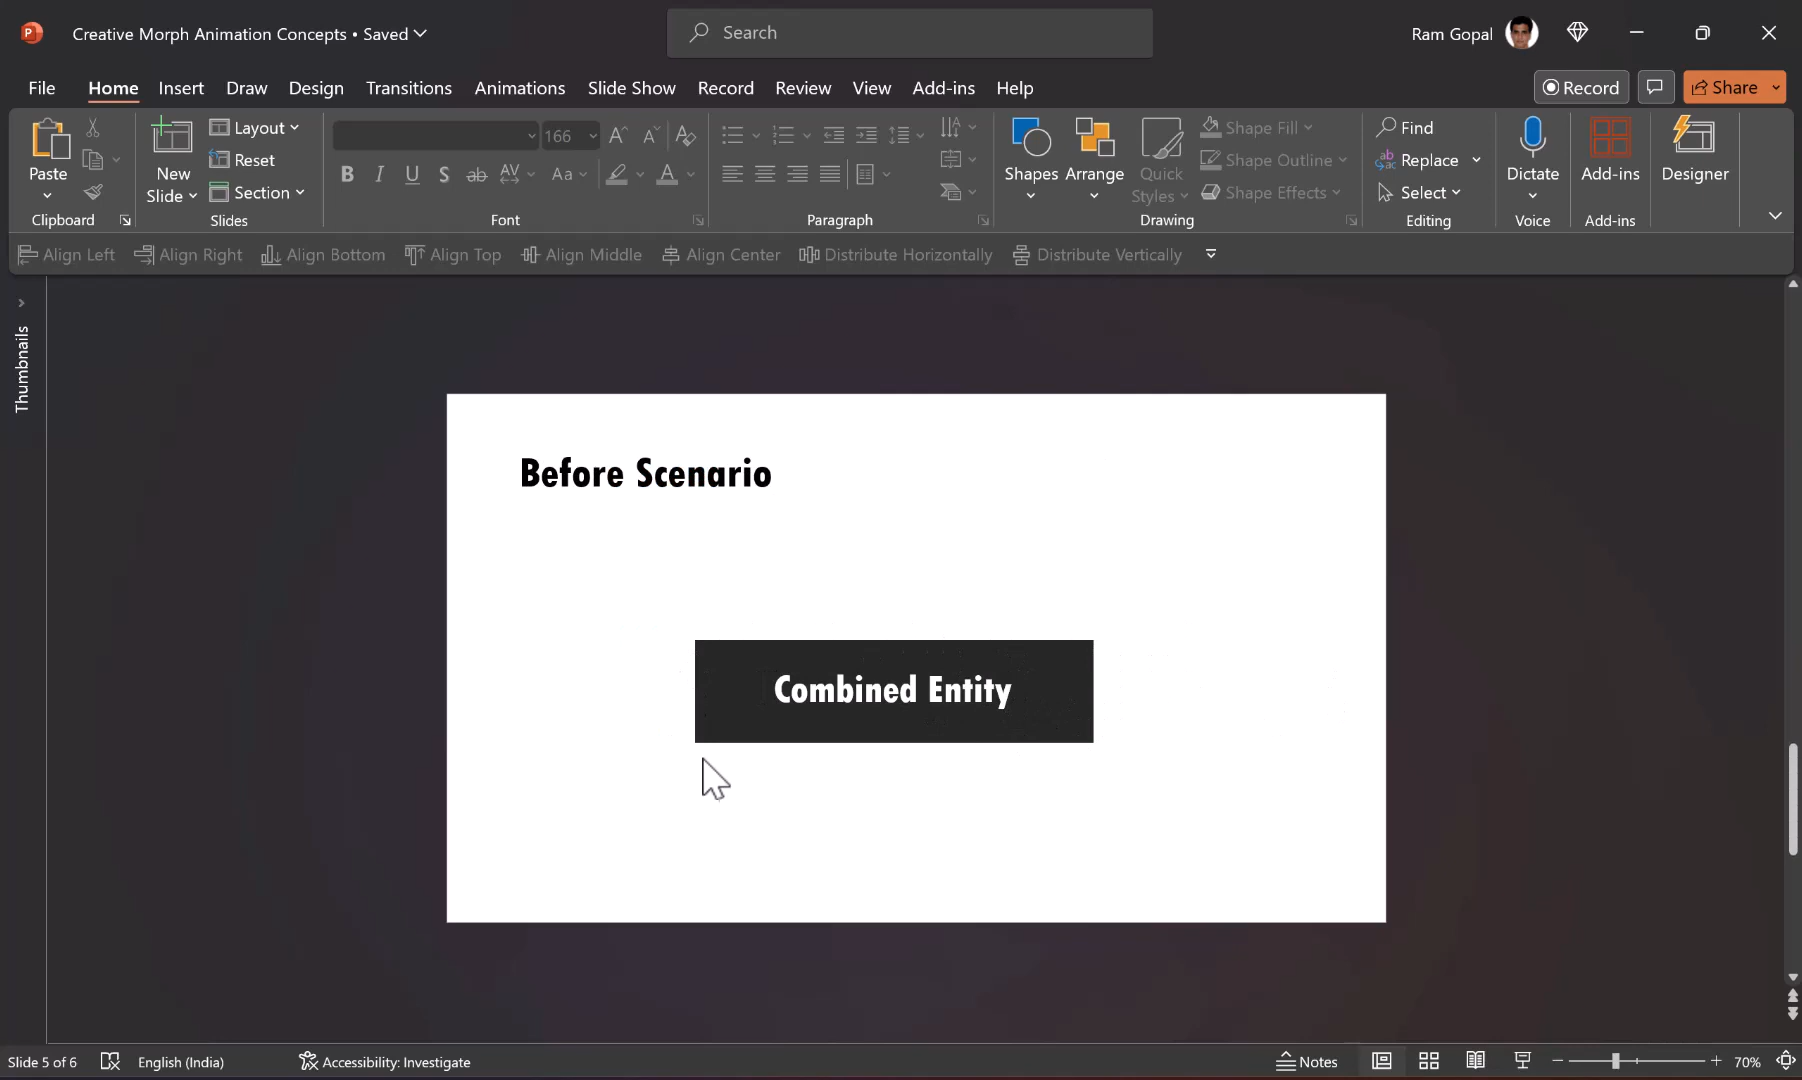 Creative Morph Animation Concepts • Saved
Search
Ram Gopal
File Home Insert Draw Design Transitions Animations Slide Show Record Review View Add-ins Help
Record
Share
Paste
Clipboard
New
Slide
Layout
Reset
Section
Slides
166
B I U S ab AV Aa A
Font
Paragraph
Shapes
Arrange
Quick
Styles
Shape Fill
Shape Outline
Shape Effects
Drawing
Find
Replace
Select
Editing
Dictate
Voice
Add-ins
Add-ins
Designer
Align Left Align Right Align Bottom Align Top Align Middle Align Center Distribute Horizontally Distribute Vertically
Thumbnails
Before Scenario
Combined Entity
Slide 5 of 6 English (India) Accessibility: Investigate Notes 70%